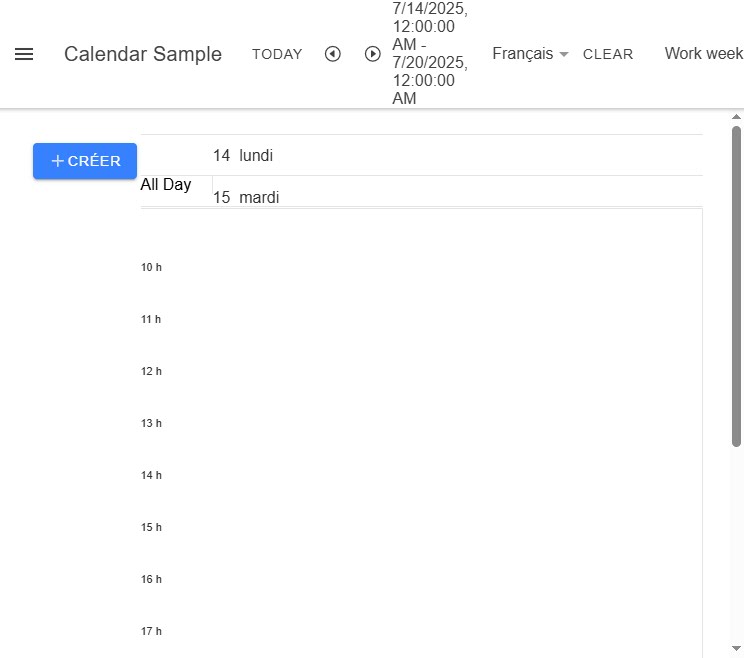 Calendar Sample
TODAY
7/14/2025,
12:00:00
AM -
7/20/2025,
12:00:00
AM
Français
CLEAR
Work week
CRÉER
14 lundi
All Day
15 mardi
10 h
11 h
12 h
13 h
14 h
15 h
16 h
17 h